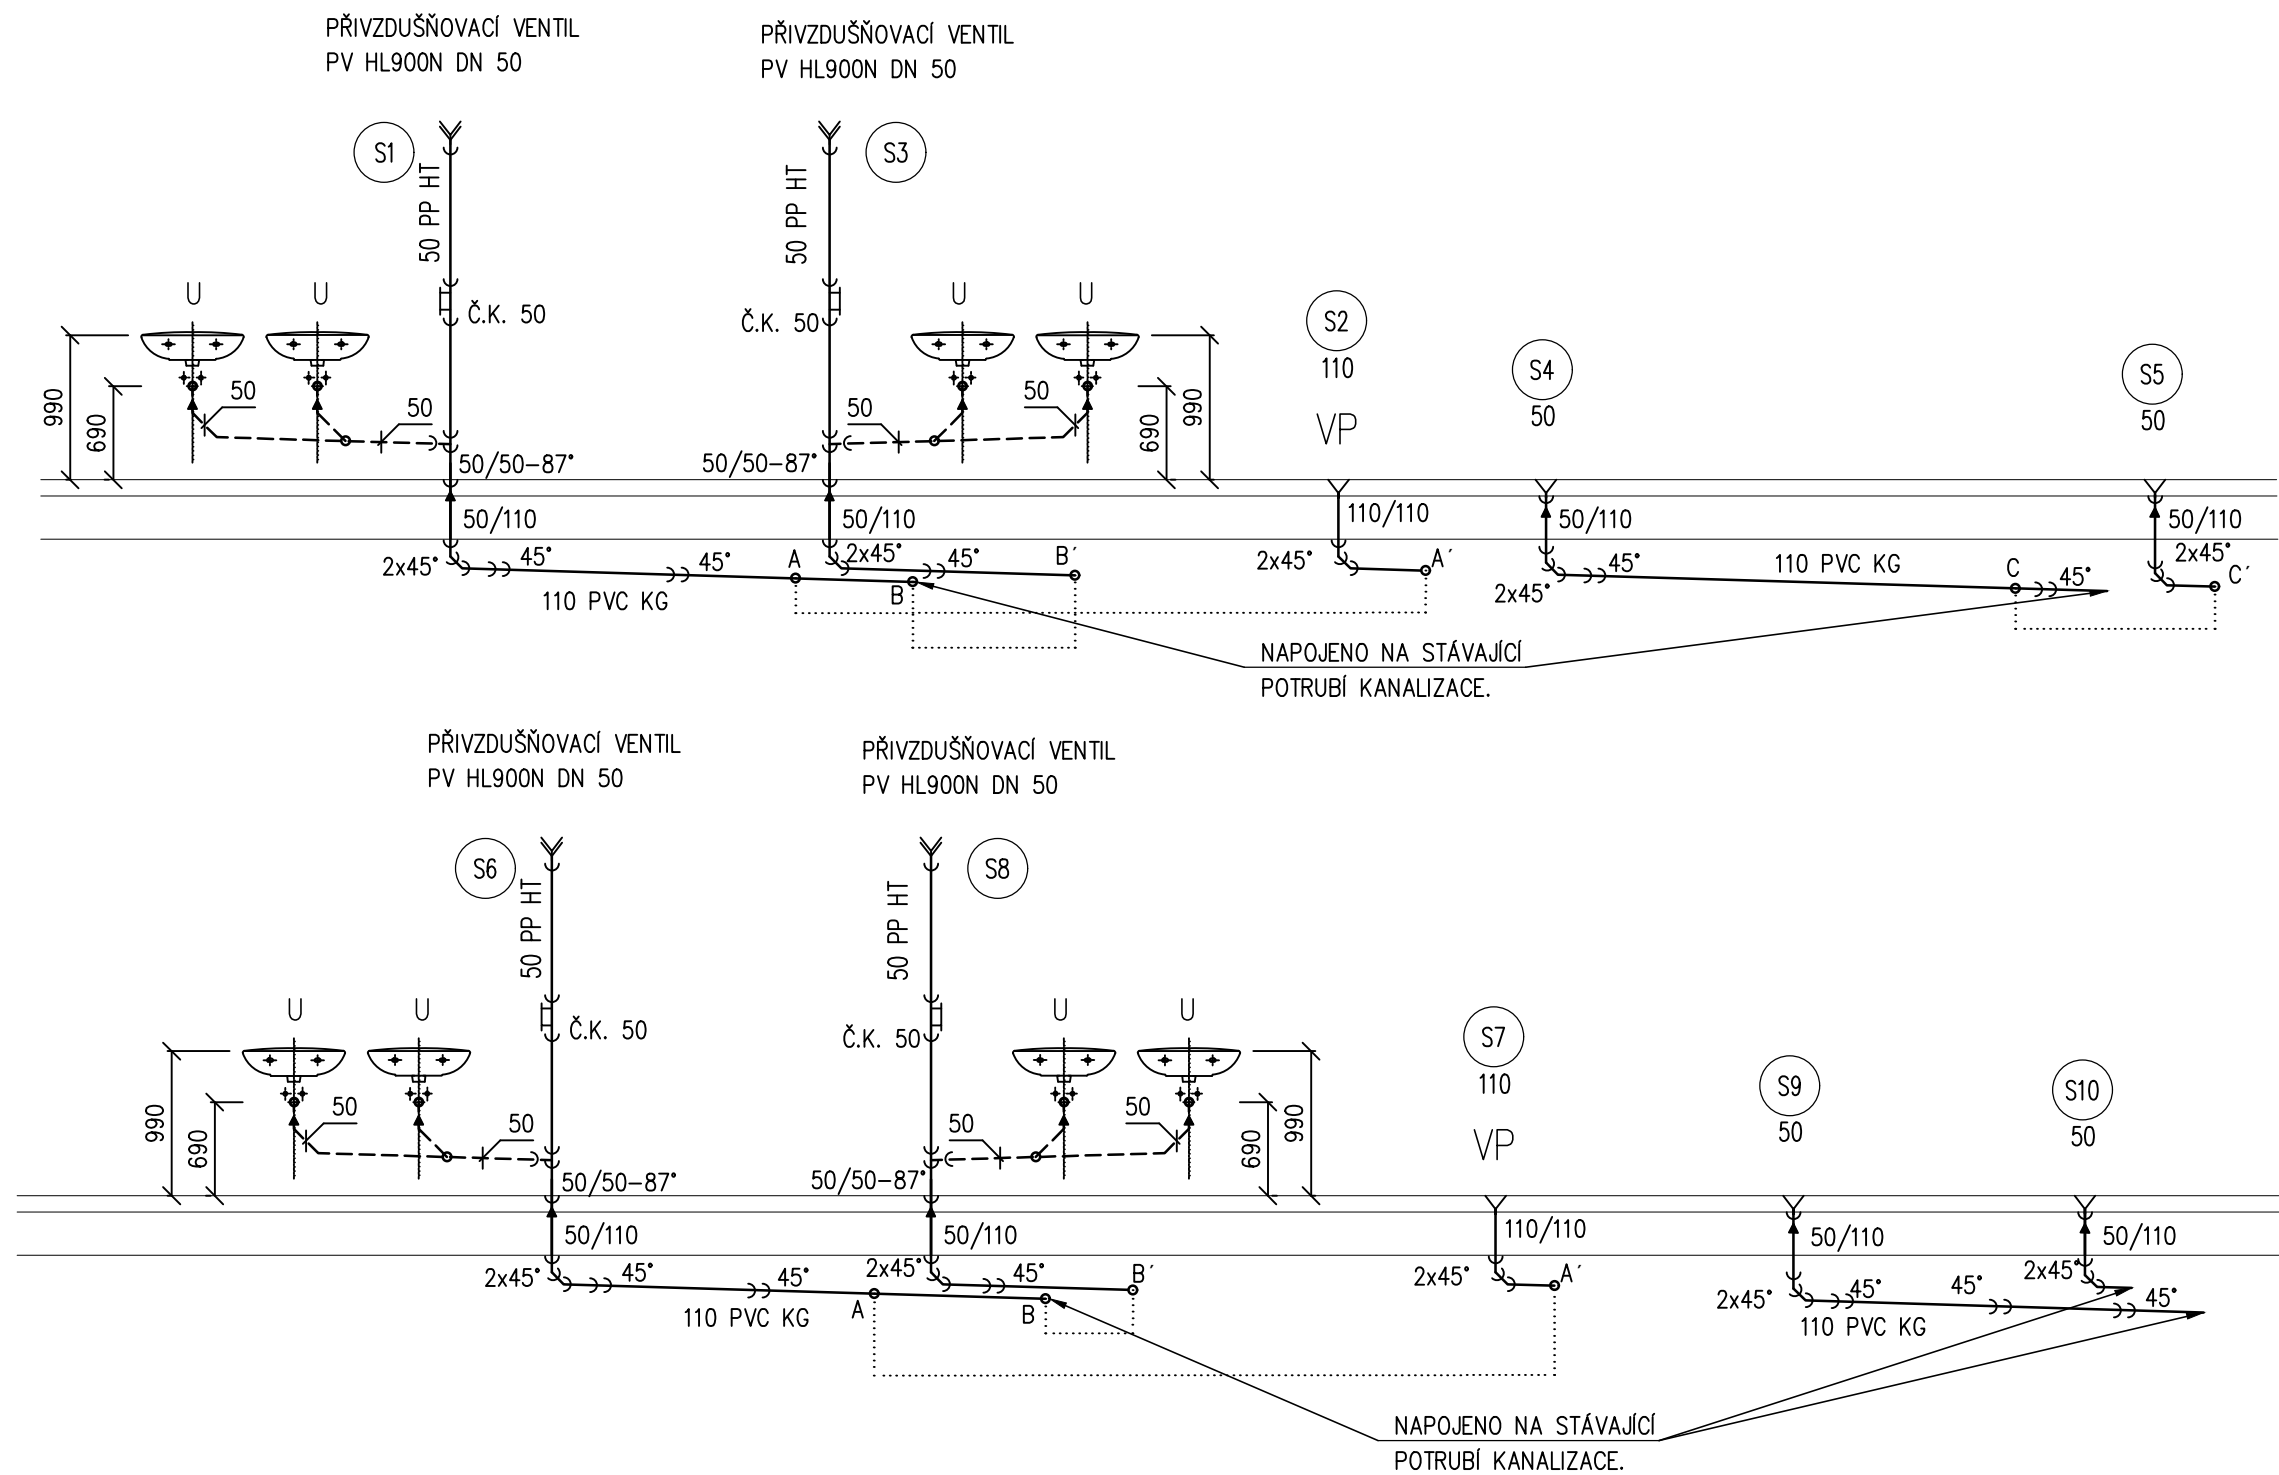 PŘIVZDUŠŇOVACÍ VENTIL
PV HL900N DN 50
PŘIVZDUŠŇOVACÍ VENTIL
PV HL900N DN 50
S1
S3
50 PP HT
50 PP HT
U
U
Č.K. 50
Č.K. 50
U
U
S2
110
VP
S4
50
S5
50
990
690
50
50
50
50
690
990
50/50-87°
50/50-87°
50/110
50/110
110/110
50/110
50/110
2x45°
45°
45°
A
2x45°
45°
B´
2x45°
A´
2x45°
45°
110 PVC KG
C
45°
2x45°
C´
110 PVC KG
B
NAPOJENO NA STÁVAJÍCÍ
POTRUBÍ KANALIZACE.
PŘIVZDUŠŇOVACÍ VENTIL
PV HL900N DN 50
PŘIVZDUŠŇOVACÍ VENTIL
PV HL900N DN 50
S6
S8
50 PP HT
50 PP HT
U
U
Č.K. 50
Č.K. 50
U
U
S7
110
VP
S9
50
S10
50
990
690
50
50
50
50
690
990
50/50-87°
50/50-87°
50/110
50/110
110/110
50/110
50/110
2x45°
45°
45°
A
2x45°
45°
B´
2x45°
A´
2x45°
45°
45°
2x45°
45°
110 PVC KG
B
110 PVC KG
NAPOJENO NA STÁVAJÍCÍ
POTRUBÍ KANALIZACE.